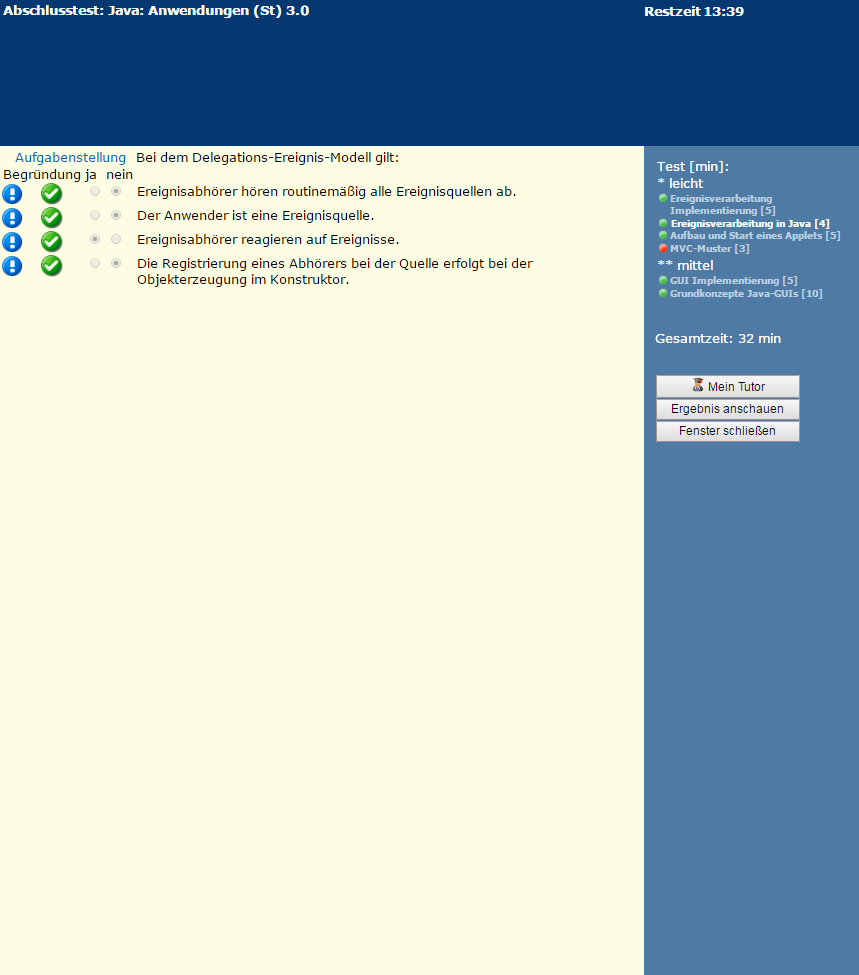 Abschlusstest: Java: Anwendungen (St) 3.0
Restzeit 13:39
Aufgabenstellung Bei dem Delegations-Ereignis-Modell gilt:
Begründung ja nein
Ereignisabhörer hören routinemäßig alle Ereignisquellen ab.
Der Anwender ist eine Ereignisquelle.
Ereignisabhörer reagieren auf Ereignisse.
Die Registrierung eines Abhörers bei der Quelle erfolgt bei der
Objekterzeugung im Konstruktor.
Test [min]:
* leicht
Ereignisverarbeitung
Implementierung [5]
Ereignisverarbeitung in Java [4]
Aufbau und Start eines Applets [5]
MVC-Muster [3]
** mittel
GUI Implementierung [5]
Grundkonzepte Java-GUIs [10]
Gesamtzeit: 32 min
Mein Tutor
Ergebnis anschauen
Fenster schließen